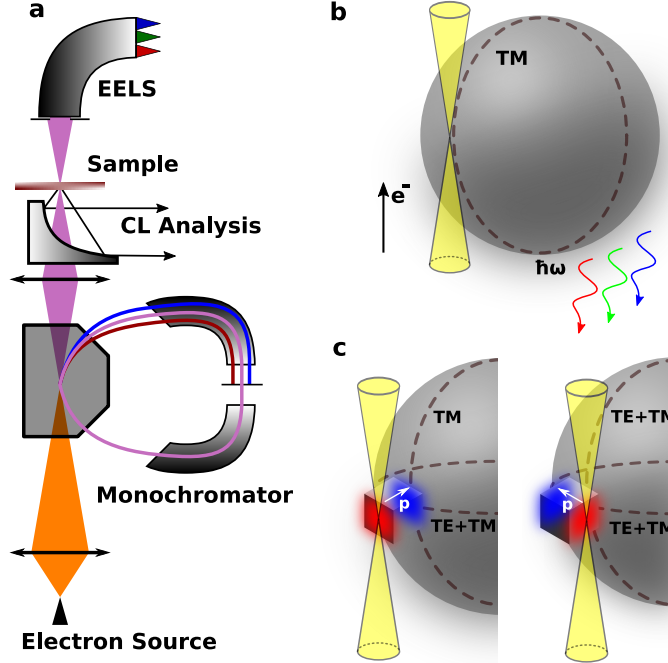 a
EELS
Sample
CL Analysis
Monochromator
Electron Source
b
TM
e⁻
ħω
c
TM
TE+TM
p
TE+TM
TE+TM
p